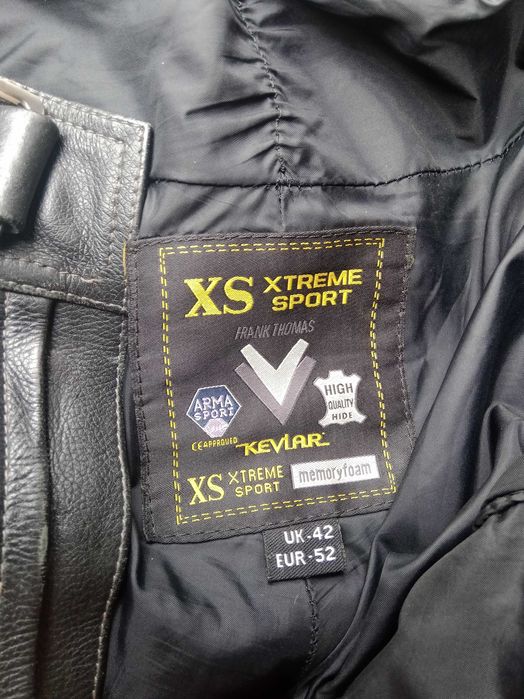 XS XTREME
SPORT
FRANK THOMAS
ARMA
SPORT
CE APPROVED
HIGH
QUALITY
HIDE
KEVLAR
XS XTREME
SPORT
memoryfoam
UK-42
EUR-52